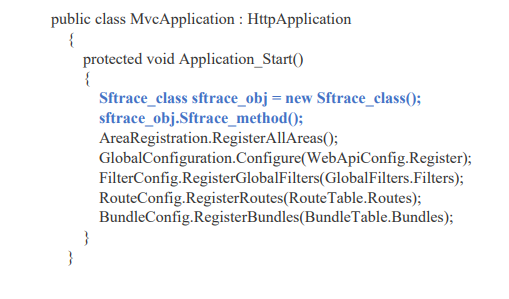 public class MvcApplication : HttpApplication
{
protected void Application_Start()
{
Sftrace_class sftrace_obj = new Sftrace_class();
sftrace_obj.Sftrace_method();
AreaRegistration.RegisterAllAreas();
GlobalConfiguration.Configure(WebApiConfig.Register);
FilterConfig.RegisterGlobalFilters(GlobalFilters.Filters);
RouteConfig.RegisterRoutes(RouteTable.Routes);
BundleConfig.RegisterBundles(BundleTable.Bundles);
}
}